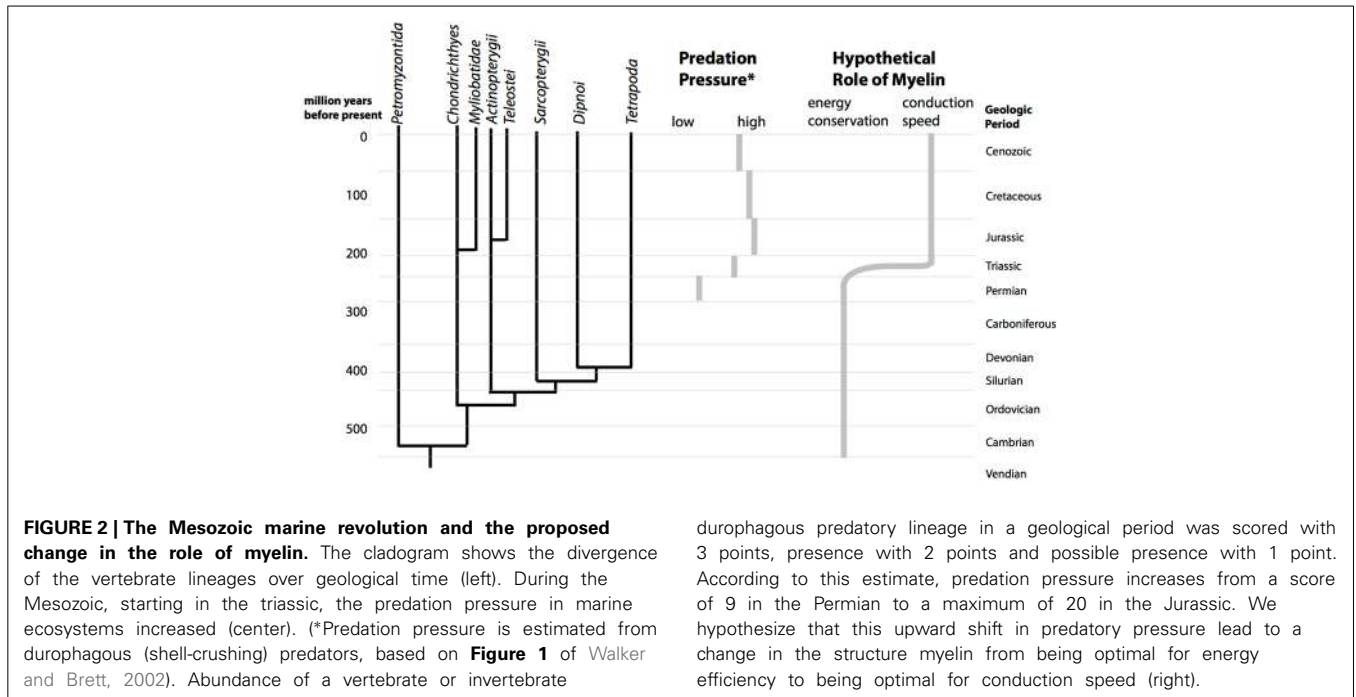 Petromyzontida
Chondrichthyes
Myliobatidae
Actinopterygii
Teleostei
Sarcopterygii
Dipnoi
Tetrapoda
Predation
Pressure*
low high
Hypothetical
Role of Myelin
energy
conservation
conduction
speed
million years
before present
0
100
200
300
400
500
Geologic
Period
Cenozoic
Cretaceous
Jurassic
Triassic
Permian
Carboniferous
Devonian
Silurian
Ordovician
Cambrian
Vendian
FIGURE 2 | The Mesozoic marine revolution and the proposed
change in the role of myelin. The cladogram shows the divergence
of the vertebrate lineages over geological time (left). During the
Mesozoic, starting in the triassic, the predation pressure in marine
ecosystems increased (center). (*Predation pressure is estimated from
durophagous (shell-crushing) predators, based on Figure 1 of Walker
and Brett, 2002). Abundance of a vertebrate or invertebrate
durophagous predatory lineage in a geological period was scored with
3 points, presence with 2 points and possible presence with 1 point.
According to this estimate, predation pressure increases from a score
of 9 in the Permian to a maximum of 20 in the Jurassic. We
hypothesize that this upward shift in predatory pressure lead to a
change in the structure myelin from being optimal for energy
efficiency to being optimal for conduction speed (right).